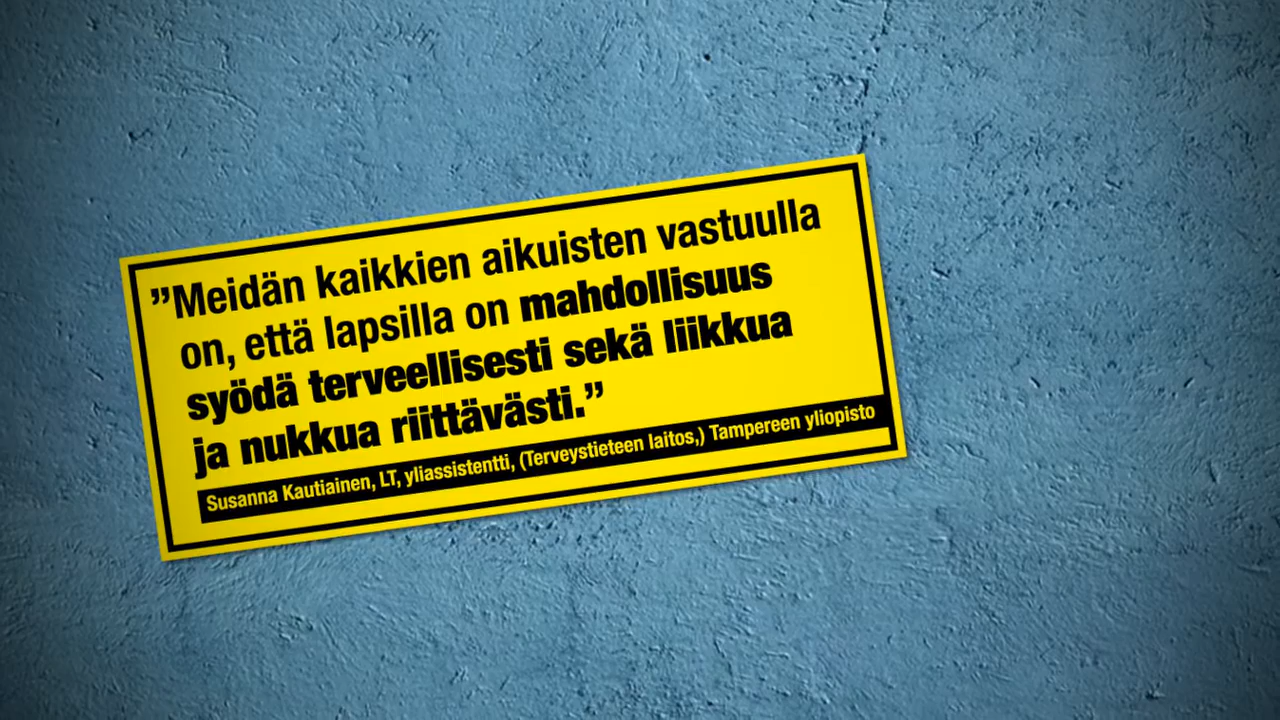 ”Meidän kaikkien aikuisten vastuulla
on, että lapsilla on mahdollisuus
syödä terveellisesti sekä liikkua
ja nukkua riittävästi.”
Susanna Kautiainen, LT, yliassistentti, (Terveystieteen laitos,) Tampereen yliopisto